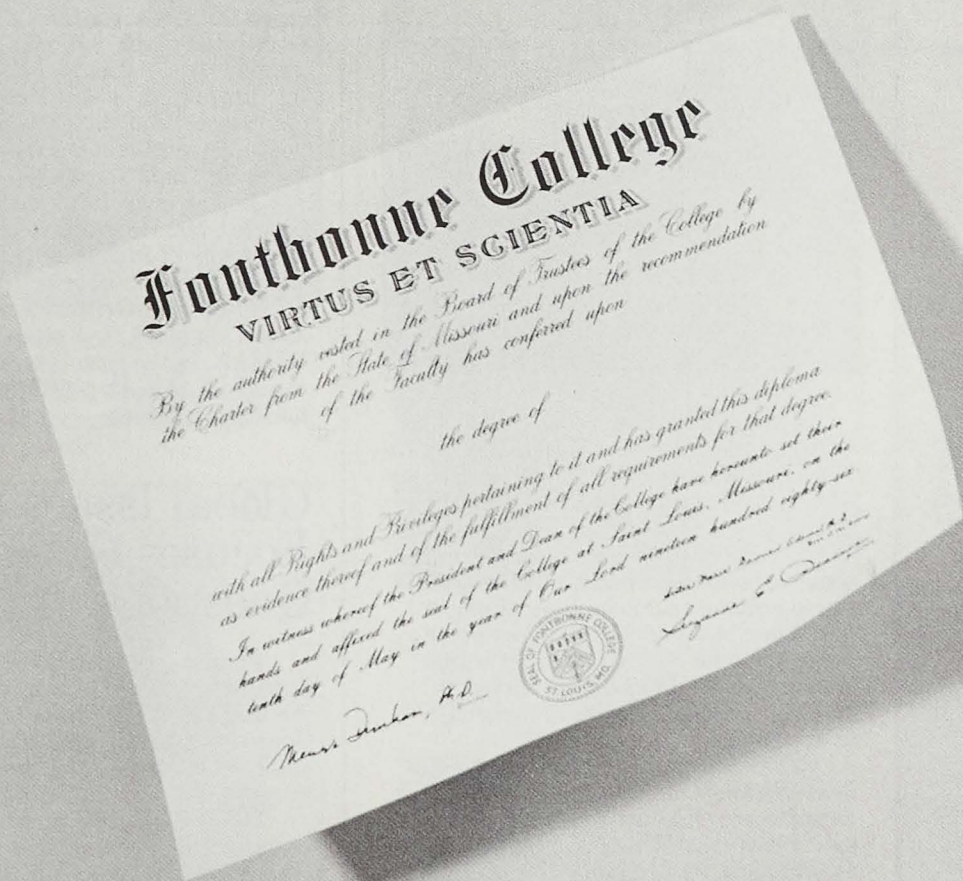 Fontbonne College
VIRTUS ET SCIENTIA
By the authority vested in the Board of Trustees of the College by
the Charter from the State of Missouri and upon the recommendation
of the Faculty has conferred upon
the degree of
with all Rights and Privileges pertaining to it and has granted this diploma
as evidence thereof and of the fulfillment of all requirements for that degree.
In witness whereof the President and Dean of the College have hereunto set their
hands and affixed the seal of the College at Saint Louis, Missouri, on the
tenth day of May in the year of Our Lord nineteen hundred eighty-six
SEAL OF FONTBONNE COLLEGE
ST LOUIS, MO.
Ph.D.
Suzanne E